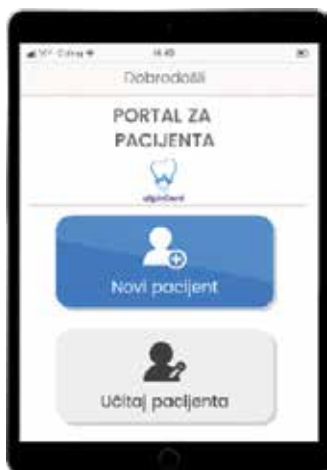 Dobrodošli
PORTAL ZA
PACIJENTA
Novi pacijent
Učitaj pacijenta